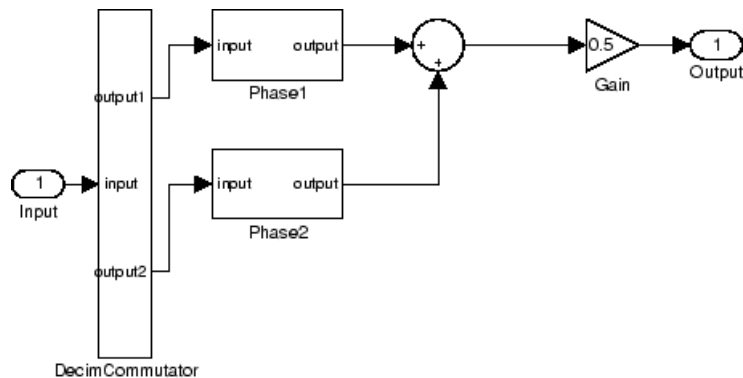 input output
Phase1
+
+
0.5
Gain
1
Output
output1
input
output2
DecimCommutator
1
Input
input output
Phase2